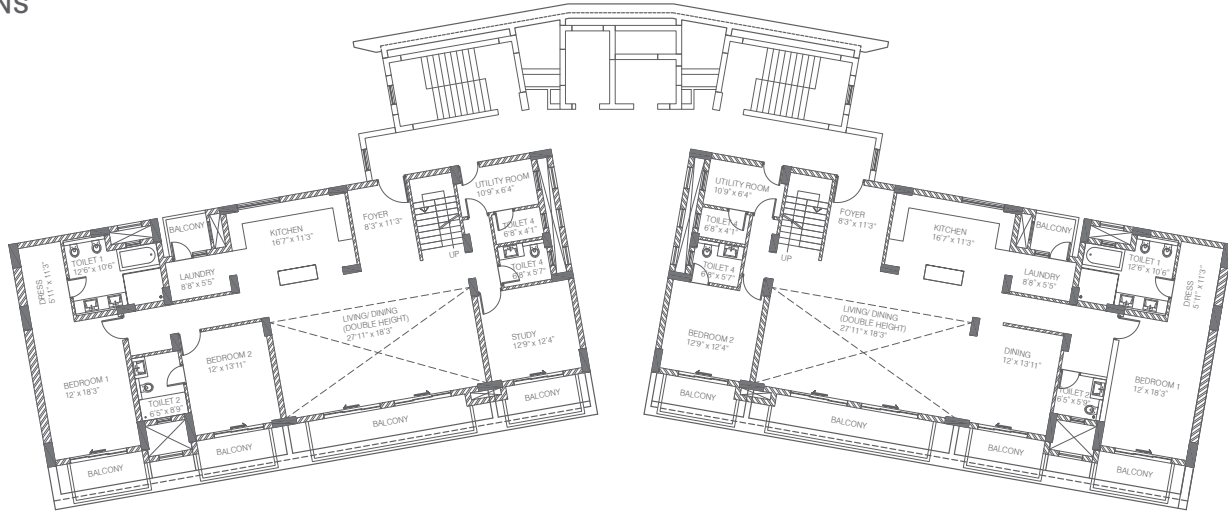 NS
UTILITY ROOM
10'9" x 6'4"
FOYER
8'3" x 11'3"
TOILET 4
6'8" x 4'1"
BALCONY
KITCHEN
16'7" x 11'3"
UP
TOILET 4
6'8" x 5'7"
TOILET 1
12'6" x 10'6"
LAUNDRY
8'8" x 5'5"
DRESS
5'11" x 11'3"
LIVING/ DINING
(DOUBLE HEIGHT)
27'11" x 18'3"
STUDY
12'9" x 12'4"
BEDROOM 2
12' x 13'11"
BEDROOM 1
12' x 18'3"
TOILET 2
6'5" x 8'9"
BALCONY
BALCONY
BALCONY
BALCONY
UTILITY ROOM
10'9" x 6'4"
FOYER
8'3" x 11'3"
TOILET 4
6'8" x 4'1
KITCHEN
16'7" x 11'3"
BALCONY
UP
TOILET 4
6'8" x 5'7"
TOILET 1
12'6" x 10'6"
LAUNDRY
8'8" x 5'5"
DRESS
5'11" x 11'3"
LIVING/ DINING
(DOUBLE HEIGHT)
27'11" x 18'3"
BEDROOM 2
12'9" x 12'4"
DINING
12' x 13'11"
BEDROOM 1
12' x 18'3"
TOILET 2
6'5" x 5'9"
BALCONY
BALCONY
BALCONY
BALCONY